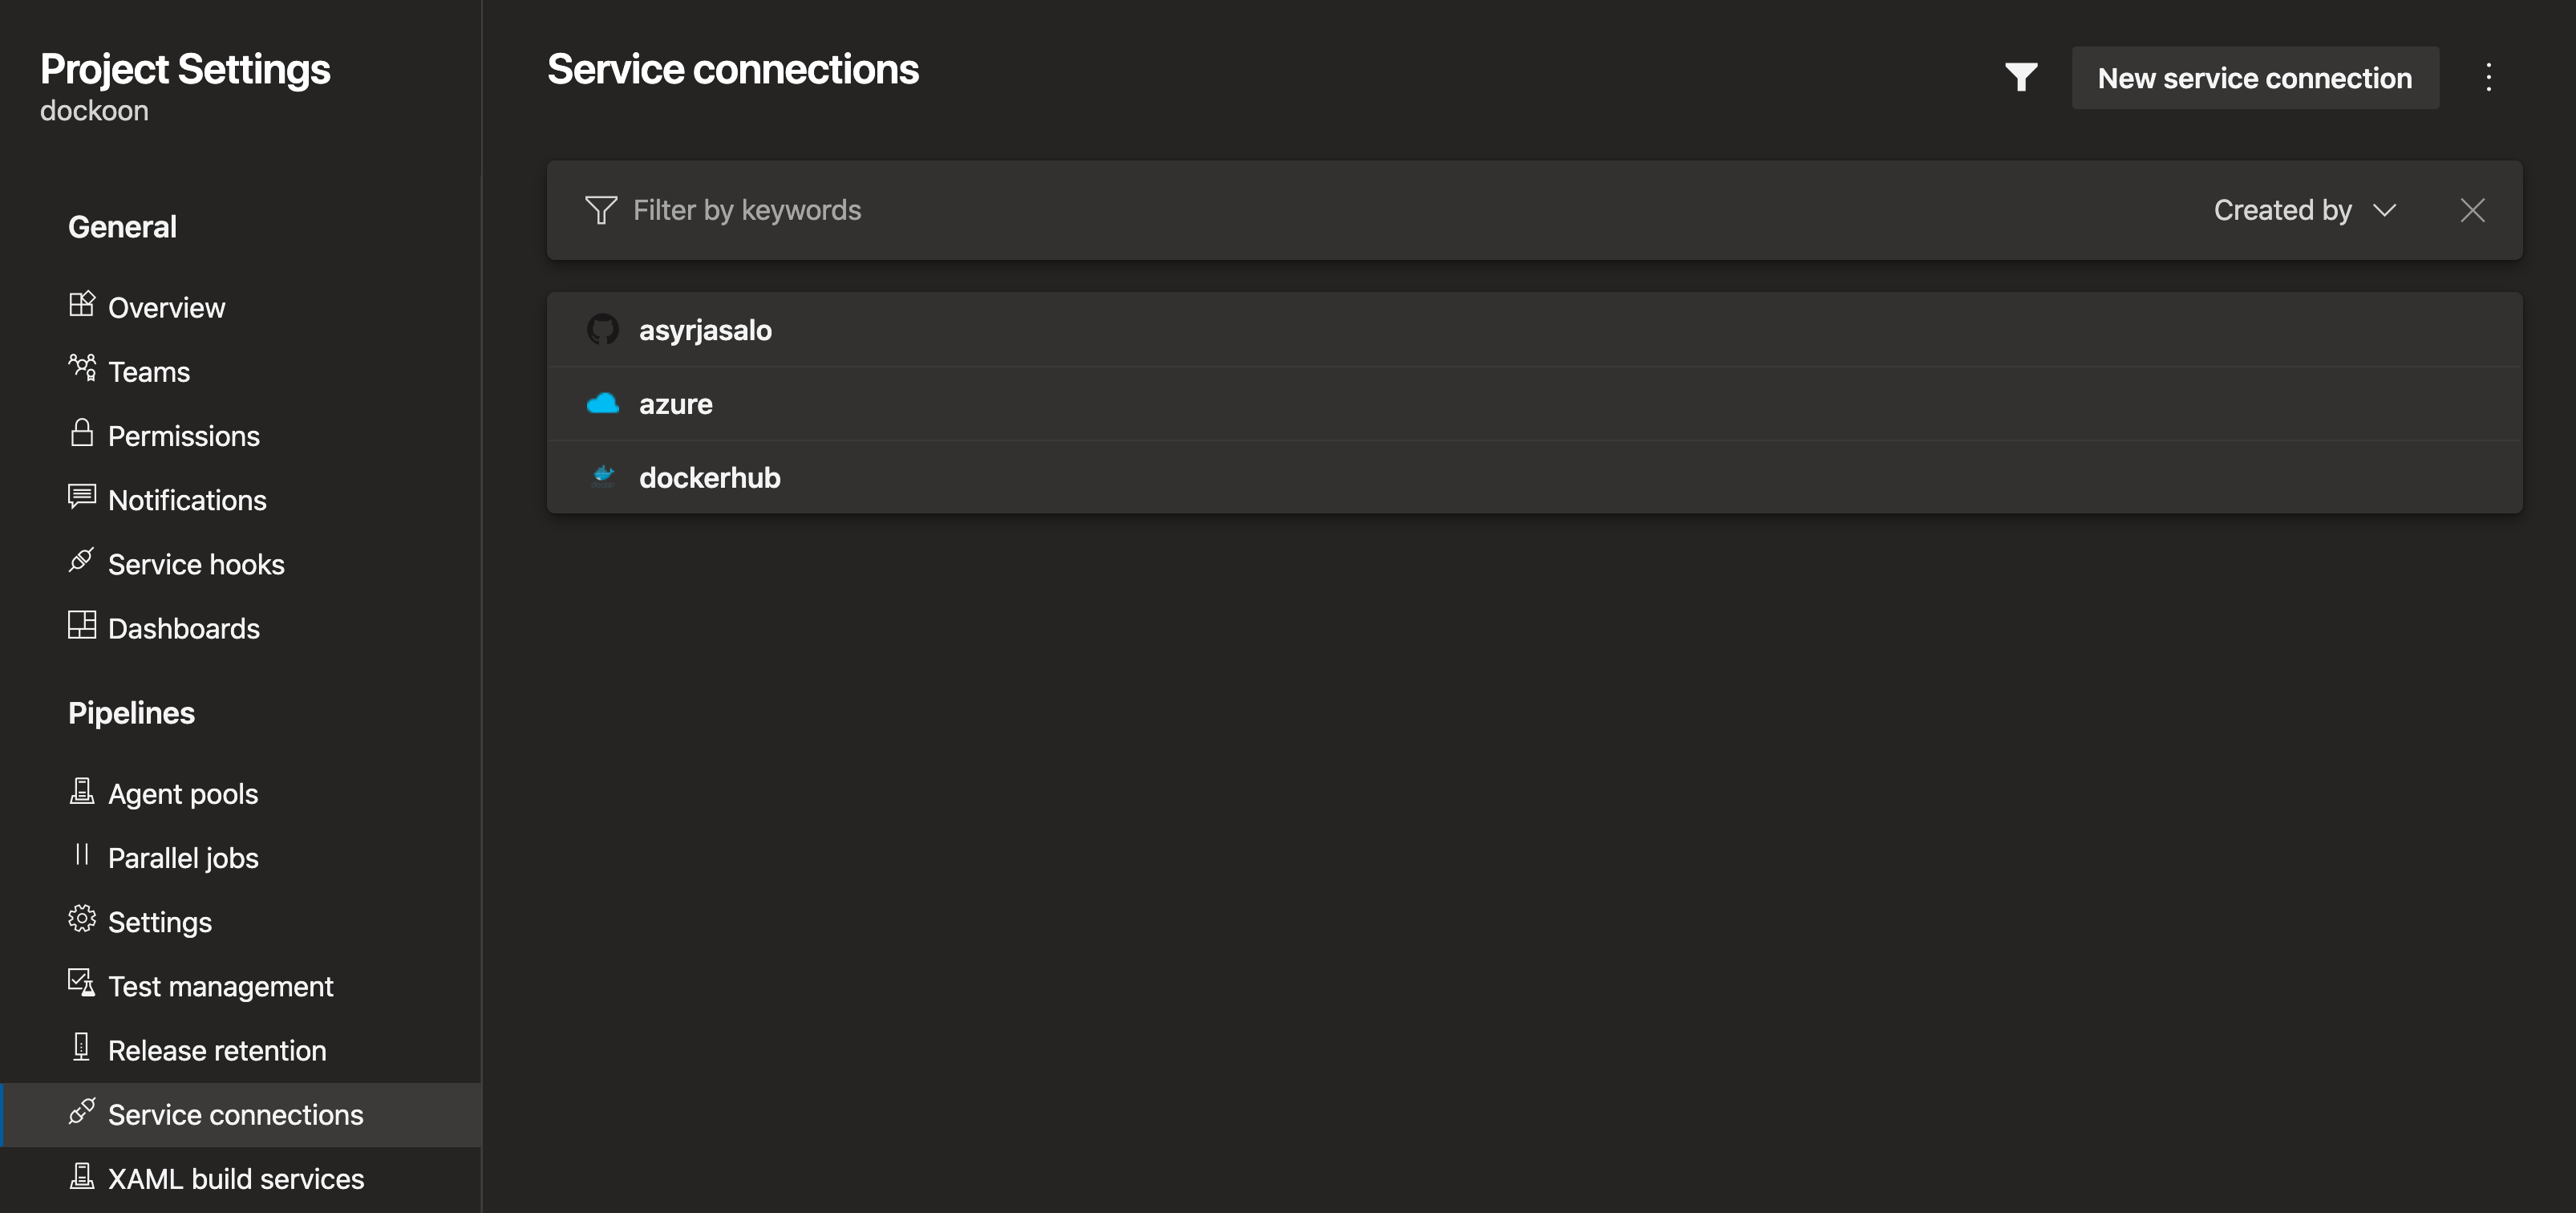 Project Settings
dockoon
General
Overview
Teams
Permissions
Notifications
Service hooks
Dashboards
Pipelines
Agent pools
Parallel jobs
Settings
Test management
Release retention
Service connections
XAML build services
Service connections
New service connection
Filter by keywords
Created by
asyrjasalo
azure
dockerhub